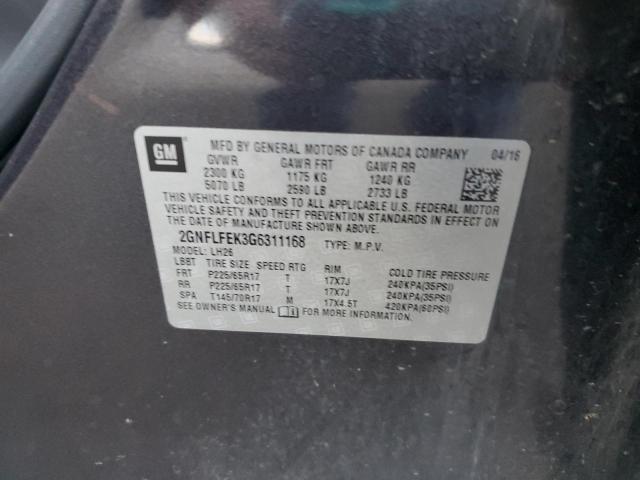 GM
MFD BY GENERAL MOTORS OF CANADA COMPANY 04/16
GVWR GAWR FRT GAWR RR
2300 KG 1175 KG 1240 KG
5070 LB 2590 LB 2733 LB
THIS VEHICLE CONFORMS TO ALL APPLICABLE U.S. FEDERAL MOTOR
VEHICLE SAFETY AND THEFT PREVENTION STANDARDS IN EFFECT ON
THE DATE OF MANUFACTURE SHOWN ABOVE.
2GNFLFEK3G6311168 TYPE: M.P.V.
MODEL: LH26
LBBT TIRE SIZE SPEED RTG RIM COLD TIRE PRESSURE
FRT P225/65R17 T 17X7J 240KPA(35PSI)
RR P225/65R17 T 17X7J 240KPA(35PSI)
SPA T145/70R17 M 17X4.5T 420KPA(60PSI)
SEE OWNER'S MANUAL FOR MORE INFORMATION.